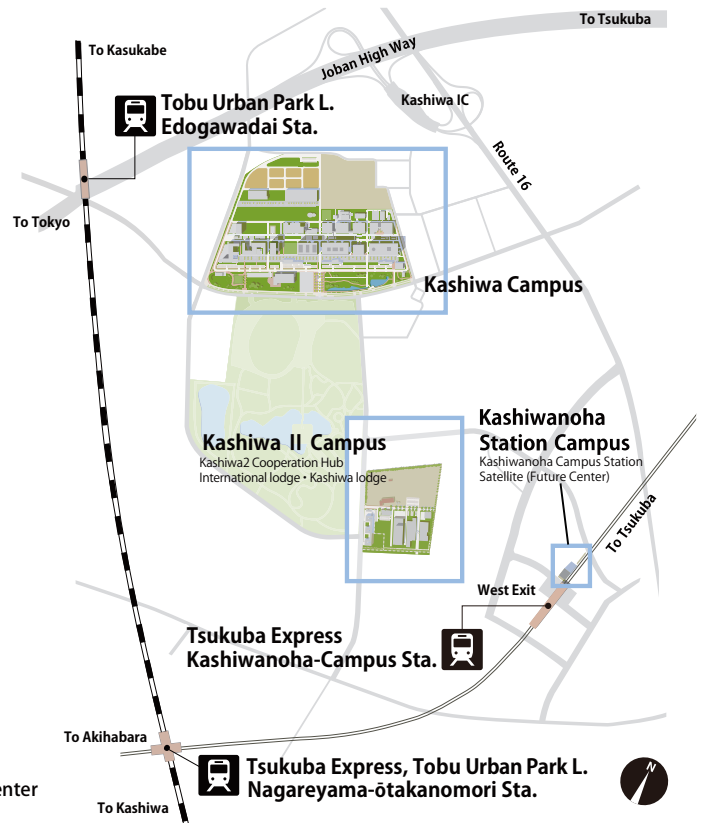 To Tsukuba
To Kasukabe
Joban High Way
Kashiwa IC
Tobu Urban Park L.
Edogawadai Sta.
Route 16
To Tokyo
Kashiwa Campus
Kashiwanoha
Station Campus
Kashiwanoha Campus Station
Satellite (Future Center)
Kashiwa II Campus
Kashiwa2 Cooperation Hub
International lodge・Kashiwa lodge
To Tsukuba
West Exit
Tsukuba Express
Kashiwanoha-Campus Sta.
To Akihabara
Tsukuba Express, Tobu Urban Park L.
Nagareyama-ōtakanomori Sta.
N
enter
To Kashiwa